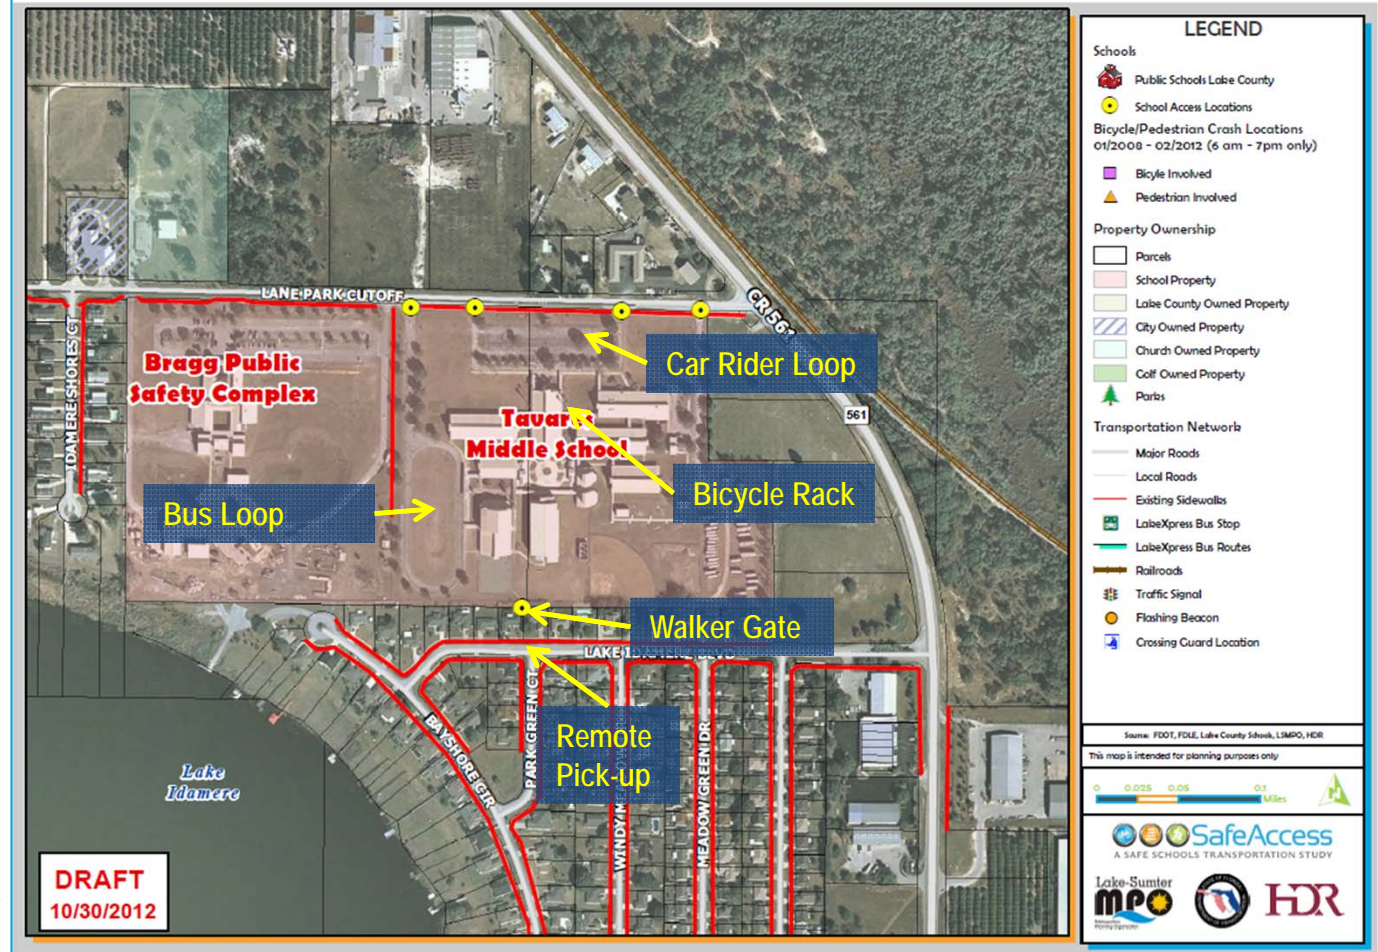 LANE PARK CUTOFF
CR 561
IDAMERE SHORES CT
Bragg Public
Safety Complex
Car Rider Loop
561
Tavares
Middle School
Bicycle Rack
Bus Loop
Walker Gate
LAKE IDAMERE BLVD
Remote
Pick-up
PARK GREEN CT
BAYSHORE CIR
MEADOW GREEN DR
WINDY
Lake
Idamere
DRAFT
10/30/2012
LEGEND
Schools
Public Schools Lake County
School Access Locations
Bicycle/Pedestrian Crash Locations
01/2008 - 02/2012 (6 am - 7pm only)
Bicyle Involved
Pedestrian Involved
Property Ownership
Parcels
School Property
Lake County Owned Property
City Owned Property
Church Owned Property
Golf Owned Property
Parks
Transportation Network
Major Roads
Local Roads
Existing Sidewalks
LakeXpress Bus Stop
LakeXpress Bus Routes
Railroads
Traffic Signal
Flashing Beacon
Crossing Guard Location
Source: FDOT, FDLE, Lake County Schools, LSMPO, HDR
This map is intended for planning purposes only
0 0.025 0.05 0.1
Miles
N
SafeAccess
A SAFE SCHOOLS TRANSPORTATION STUDY
Lake-Sumter
MPO
HDR